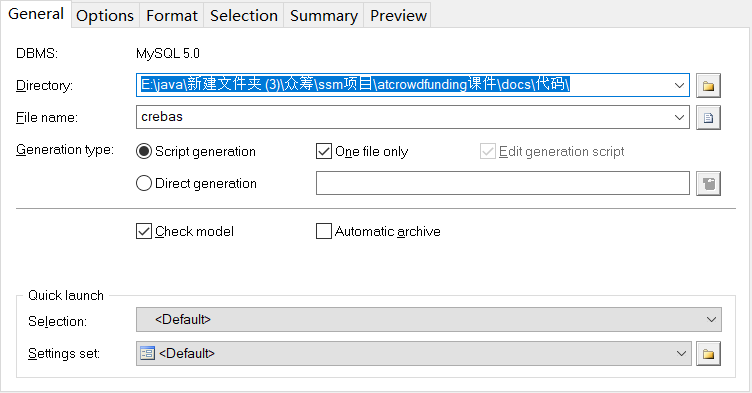 General Options Format Selection Summary Preview
DBMS: MySQL 5.0
Directory: E:\java\新建文件夹 (3)\众筹\ssm项目\atcrowdfunding课件\docs\代码\
File name: crebas
Generation type: Script generation One file only Edit generation script
Direct generation
Check model Automatic archive
Quick launch
Selection: <Default>
Settings set: <Default>